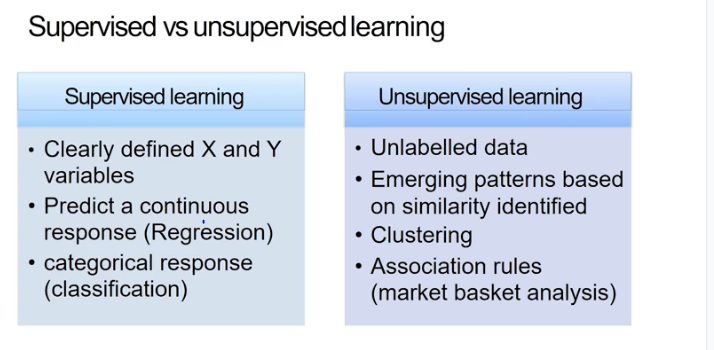 Supervised vs unsupervised learning
Supervised learning
• Clearly defined X and Y
variables
• Predict a continuous
response (Regression)
• categorical response
(classification)
Unsupervised learning
• Unlabelled data
• Emerging patterns based
on similarity identified
• Clustering
• Association rules
(market basket analysis)